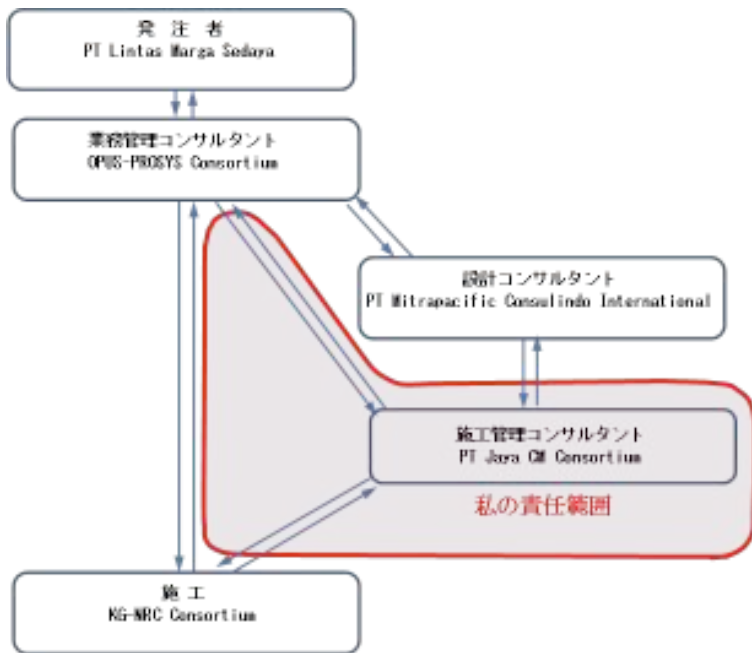 発 注 者
PT Lintas Marga Sedaya
業務管理コンサルタント
OPUS-PROSYS Consortium
設計コンサルタント
PT Mitrapacific Consulindo International
施工管理コンサルタント
PT Jaya CM Consortium
私の責任範囲
施 工
KG-NRC Consortium